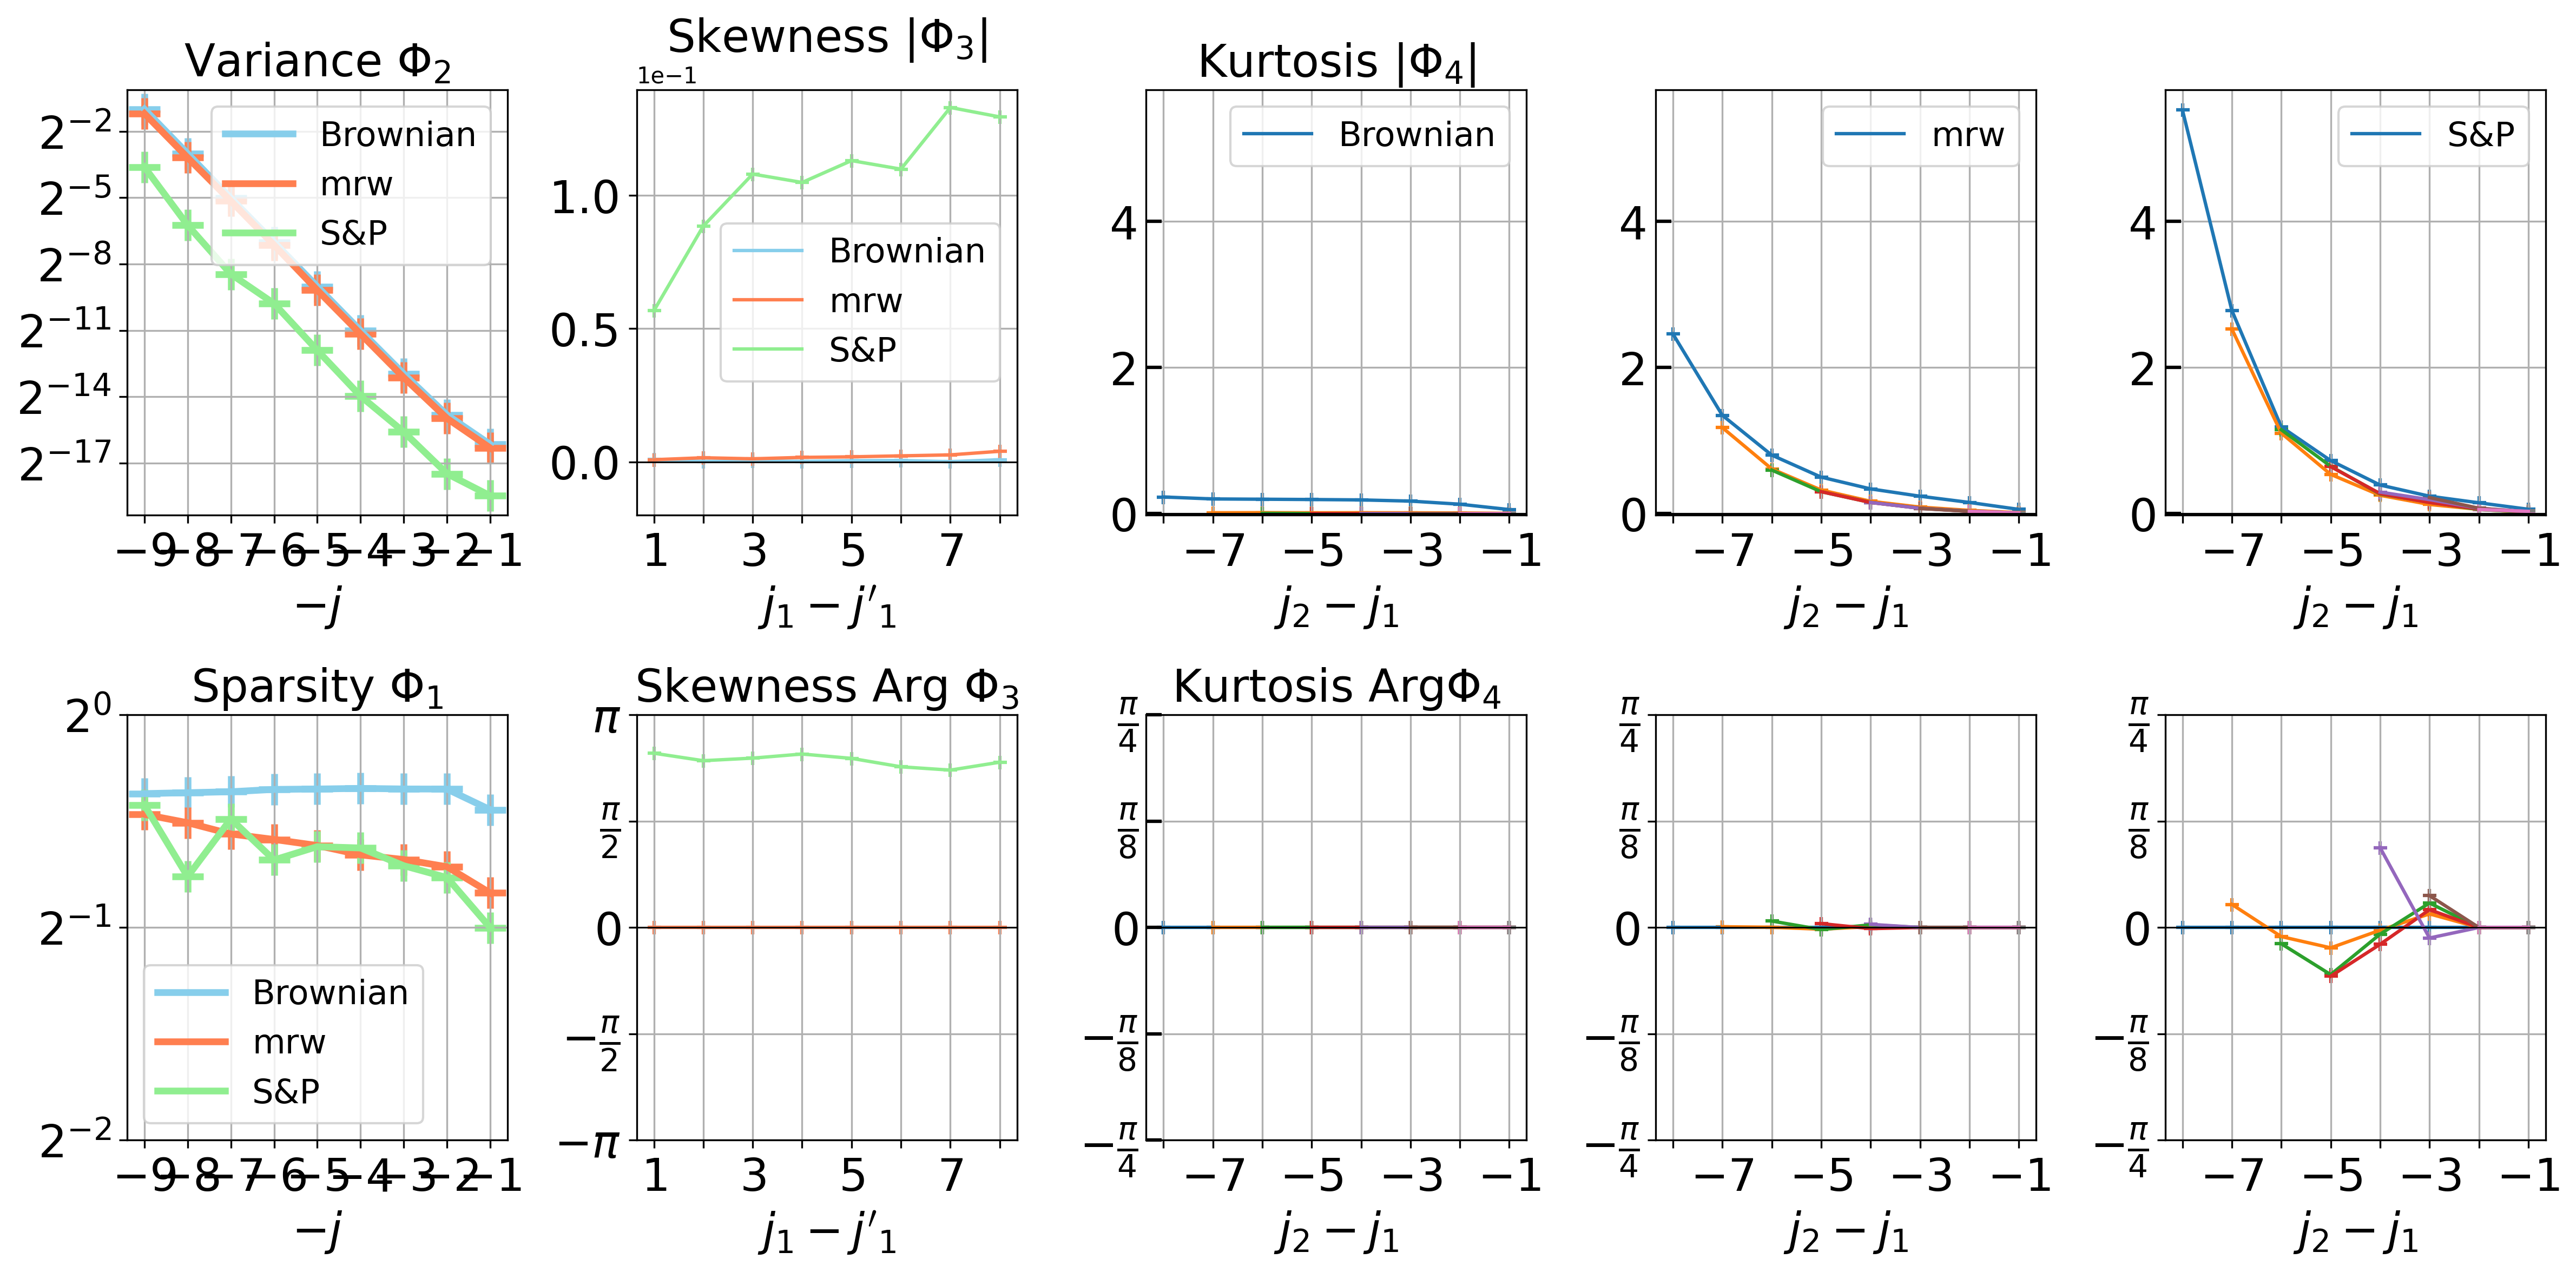 Variance Φ₂
2⁻²
2⁻⁵
2⁻⁸
2⁻¹¹
2⁻¹⁴
2⁻¹⁷
Brownian
mrw
S&P
−9 −8 −7 −6 −5 −4 −3 −2 −1
−j
Skewness |Φ₃|
1e−1
1.0
0.5
0.0
Brownian
mrw
S&P
1 3 5 7
j₁ − j′₁
Kurtosis |Φ₄|
4
2
0
Brownian
−7 −5 −3 −1
j₂ − j₁
4
2
0
mrw
−7 −5 −3 −1
j₂ − j₁
4
2
0
S&P
−7 −5 −3 −1
j₂ − j₁
Sparsity Φ₁
2⁰
2⁻¹
2⁻²
Brownian
mrw
S&P
−9 −8 −7 −6 −5 −4 −3 −2 −1
−j
Skewness Arg Φ₃
π
π/2
0
−π/2
−π
1 3 5 7
j₁ − j′₁
Kurtosis ArgΦ₄
π/4
π/8
0
−π/8
−π/4
−7 −5 −3 −1
j₂ − j₁
π/4
π/8
0
−π/8
−π/4
−7 −5 −3 −1
j₂ − j₁
π/4
π/8
0
−π/8
−π/4
−7 −5 −3 −1
j₂ − j₁